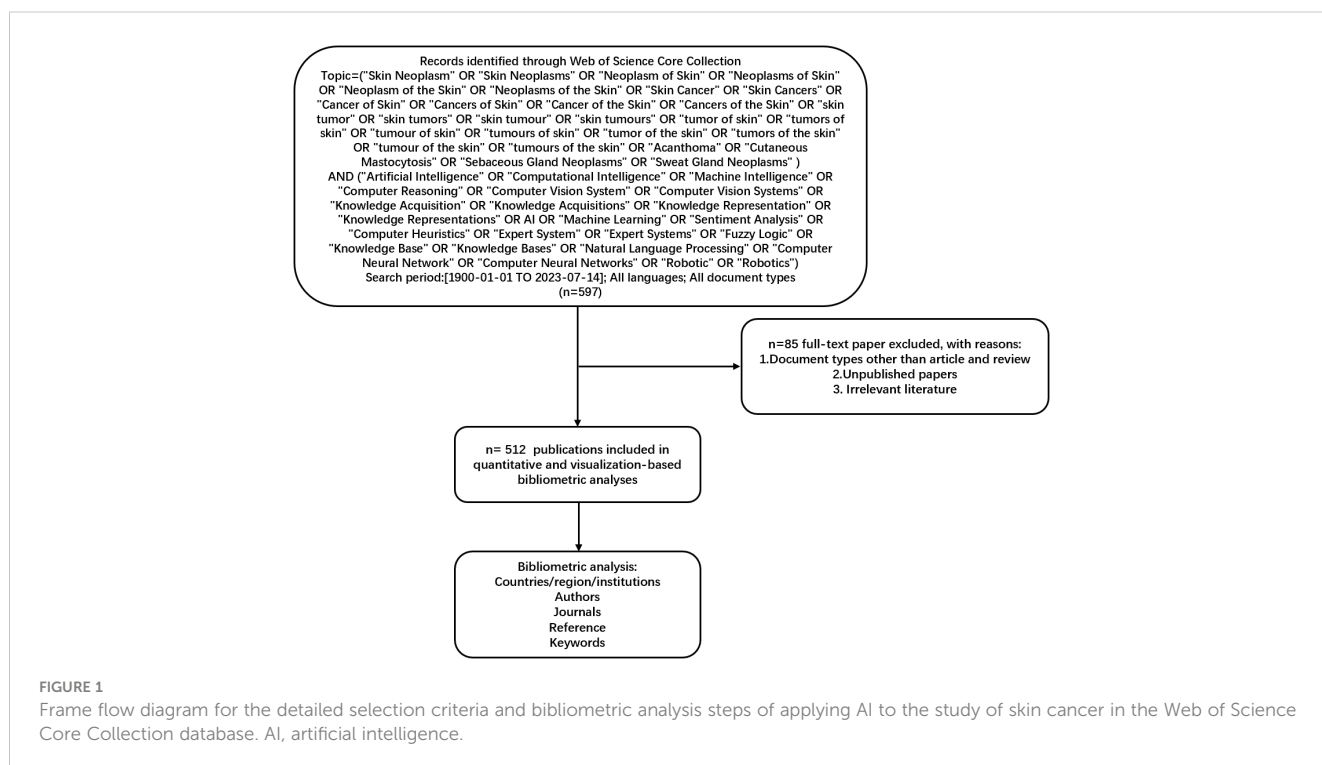 Records identified through Web of Science Core Collection
Topic=("Skin Neoplasm" OR "Skin Neoplasms" OR "Neoplasm of Skin" OR "Neoplasms of Skin"
OR "Neoplasm of the Skin" OR "Neoplasms of the Skin" OR "Skin Cancer" OR "Skin Cancers" OR
"Cancer of Skin" OR "Cancers of Skin" OR "Cancer of the Skin" OR "Cancers of the Skin" OR "skin
tumor" OR "skin tumors" OR "skin tumour" OR "skin tumours" OR "tumor of skin" OR "tumors of
skin" OR "tumour of skin" OR "tumours of skin" OR "tumor of the skin" OR "tumors of the skin"
OR "tumour of the skin" OR "tumours of the skin" OR "Acanthoma" OR "Cutaneous
Mastocytosis" OR "Sebaceous Gland Neoplasms" OR "Sweat Gland Neoplasms" )
AND ("Artificial Intelligence" OR "Computational Intelligence" OR "Machine Intelligence" OR
"Computer Reasoning" OR "Computer Vision System" OR "Computer Vision Systems" OR
"Knowledge Acquisition" OR "Knowledge Acquisitions" OR "Knowledge Representation" OR
"Knowledge Representations" OR AI OR "Machine Learning" OR "Sentiment Analysis" OR
"Computer Heuristics" OR "Expert System" OR "Expert Systems" OR "Fuzzy Logic" OR
"Knowledge Base" OR "Knowledge Bases" OR "Natural Language Processing" OR "Computer
Neural Network" OR "Computer Neural Networks" OR "Robotic" OR "Robotics")
Search period:[1900-01-01 TO 2023-07-14]; All languages; All document types
(n=597)
n=85 full-text paper excluded, with reasons:
1.Document types other than article and review
2.Unpublished papers
3. Irrelevant literature
n= 512 publications included in
quantitative and visualization-based
bibliometric analyses
Bibliometric analysis:
Countries/region/institutions
Authors
Journals
Reference
Keywords
FIGURE 1
Frame flow diagram for the detailed selection criteria and bibliometric analysis steps of applying AI to the study of skin cancer in the Web of Science
Core Collection database. AI, artificial intelligence.